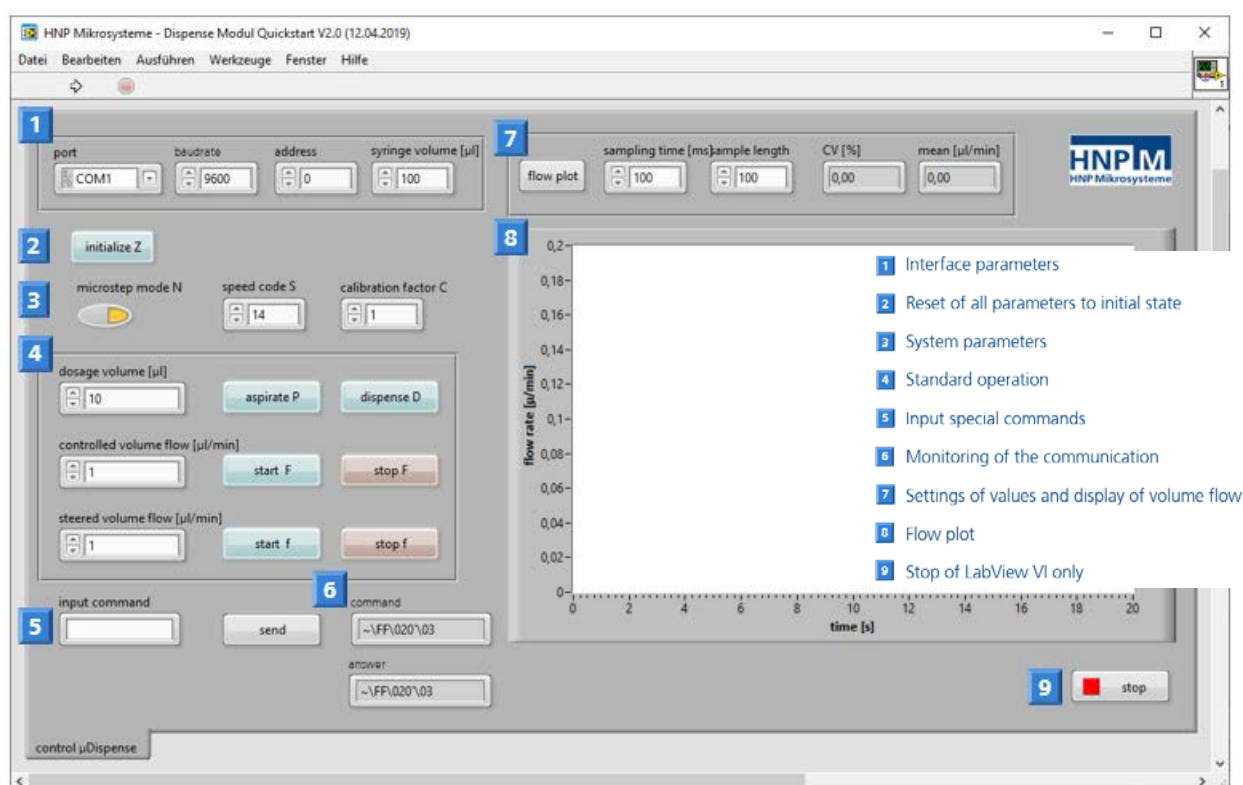 HNP Mikrosysteme - Dispense Modul Quickstart V2.0 (12.04.2019)
Datei Bearbeiten Ausführen Werkzeuge Fenster Hilfe
1
1
port baudrate address syringe volume [µl]
COM1 9600 0 100
7
sampling time [ms] sample length CV [%] mean [µl/min]
flow plot 100 100 0,00 0,00
HNP M
HNP Mikrosysteme
2
initialize Z
3
microstep mode N speed code S calibration factor C
14 1
4
dosage volume [µl]
10 aspirate P dispense D
controlled volume flow [µl/min]
1 start F stop F
steered volume flow [µl/min]
1 start f stop f
5
input command
send
6
command
~\FF\020`\03
answer
~\FF\020`\03
8
flow rate [µ/min]
0,2
0,18
0,16
0,14
0,12
0,1
0,08
0,06
0,04
0,02
0
0 2 4 6 8 10 12 14 16 18 20
time [s]
1 Interface parameters
2 Reset of all parameters to initial state
3 System parameters
4 Standard operation
5 Input special commands
6 Monitoring of the communication
7 Settings of values and display of volume flow
8 Flow plot
9 Stop of LabView VI only
9
stop
control µDispense